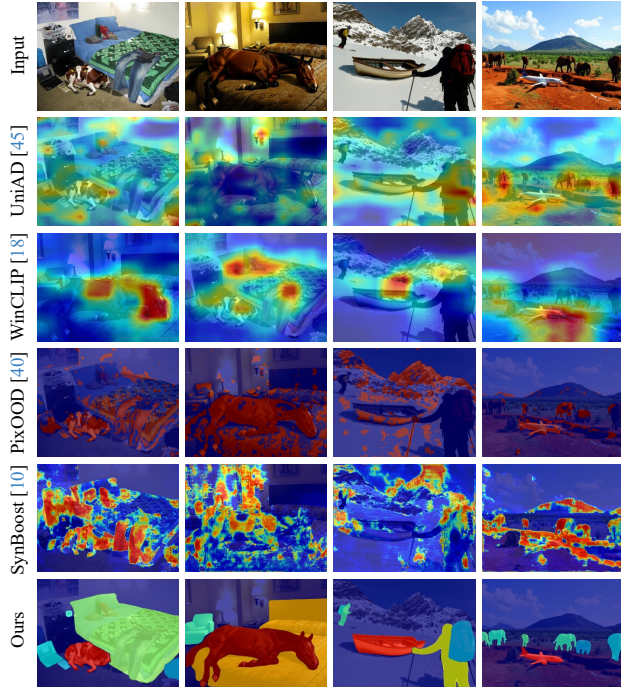 Input
UniAD [45]
WinCLIP [18]
PixOOD [40]
SynBoost [10]
Ours